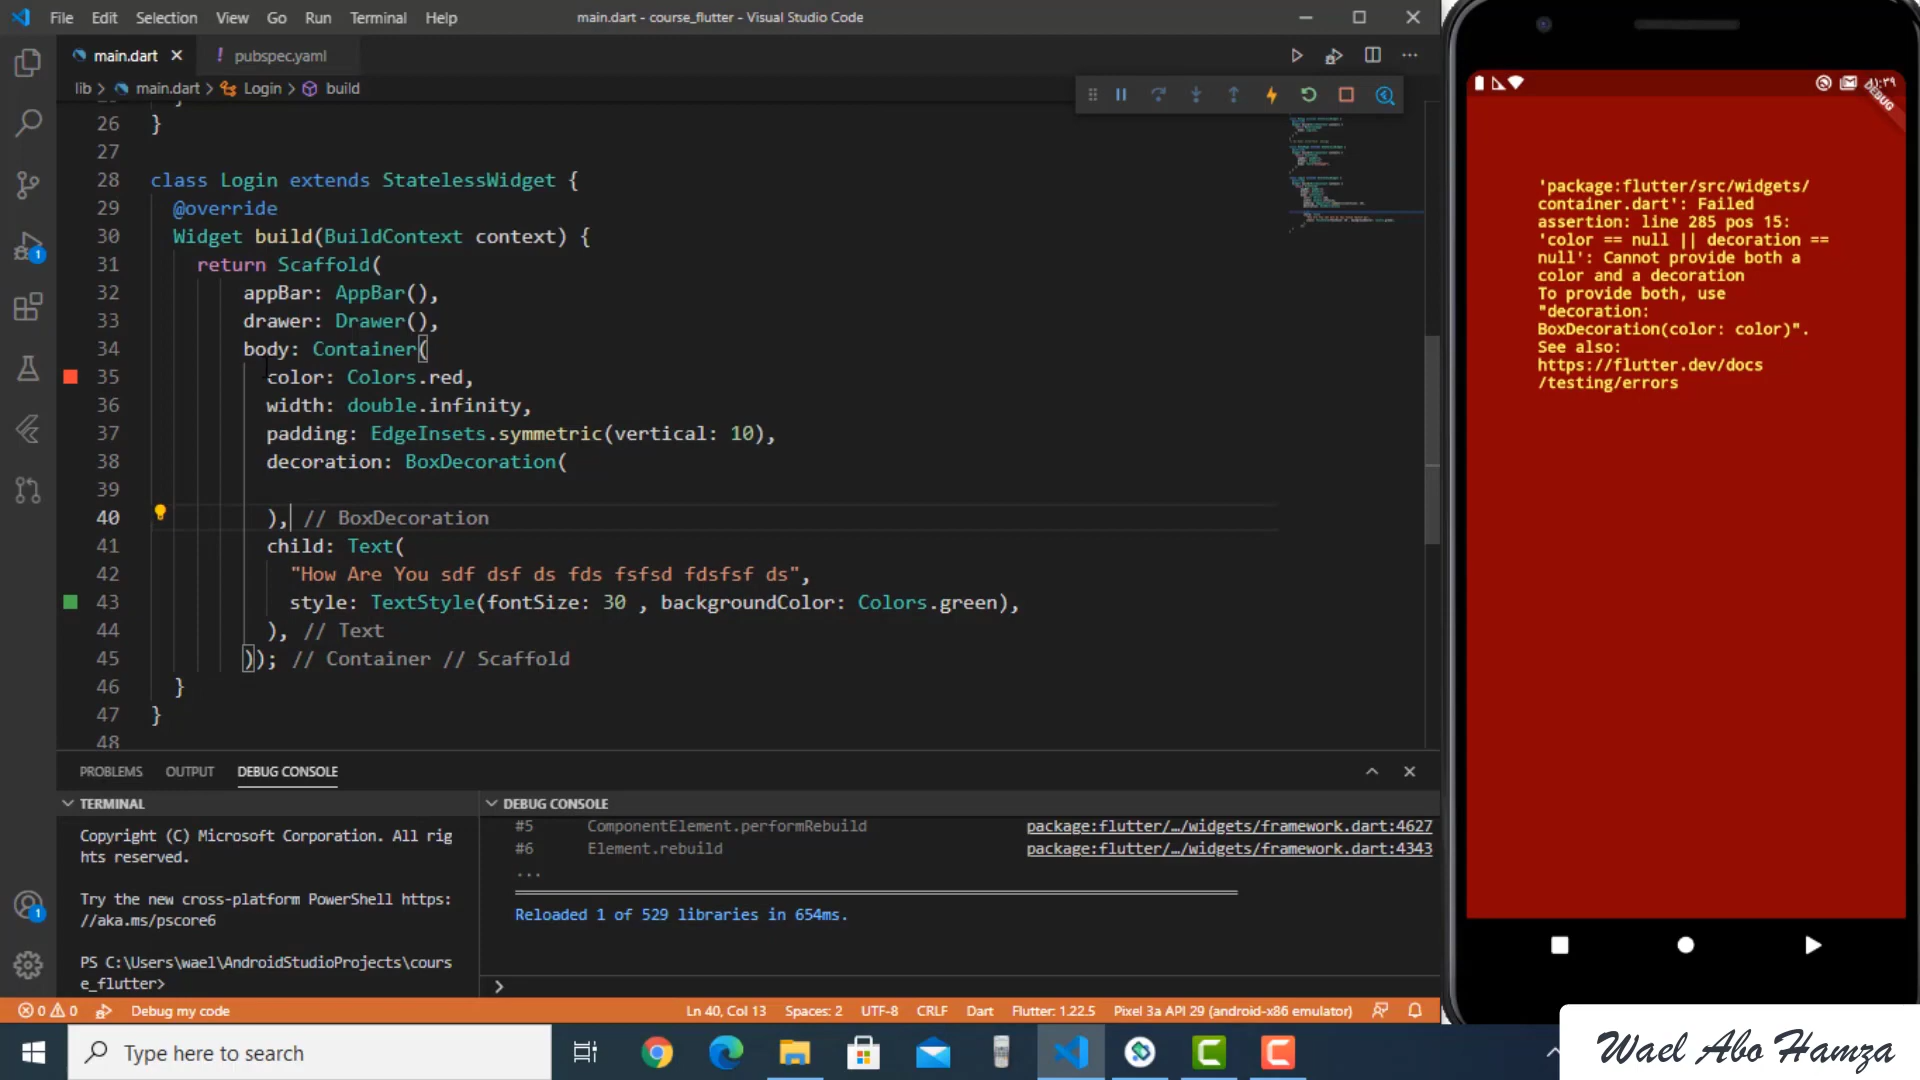 File Edit Selection View Go Run Terminal Help
main.dart - course_flutter - Visual Studio Code
main.dart
! pubspec.yaml
lib > main.dart > Login > build
26 }
27
28 class Login extends StatelessWidget {
29 @override
30 Widget build(BuildContext context) {
31 return Scaffold(
32 appBar: AppBar(),
33 drawer: Drawer(),
34 body: Container(
35 color: Colors.red,
36 width: double.infinity,
37 padding: EdgeInsets.symmetric(vertical: 10),
38 decoration: BoxDecoration(
39
40 ), // BoxDecoration
41 child: Text(
42 "How Are You sdf dsf ds fds fsfsd fdsfsf ds",
43 style: TextStyle(fontSize: 30 , backgroundColor: Colors.green),
44 ), // Text
45 )); // Container // Scaffold
46 }
47 }
48
PROBLEMS OUTPUT DEBUG CONSOLE
TERMINAL
Copyright (C) Microsoft Corporation. All rig
hts reserved.
Try the new cross-platform PowerShell https:
//aka.ms/pscore6
PS C:\Users\wael\AndroidStudioProjects\cours
e_flutter>
DEBUG CONSOLE
#5 ComponentElement.performRebuild package:flutter/…/widgets/framework.dart:4627
#6 Element.rebuild package:flutter/…/widgets/framework.dart:4343
...
Reloaded 1 of 529 libraries in 654ms.
>
0 0 Debug my code
Ln 40, Col 13 Spaces: 2 UTF-8 CRLF Dart Flutter: 1.22.5 Pixel 3a API 29 (android-x86 emulator)
Type here to search
DEBUG
'package:flutter/src/widgets/
container.dart': Failed
assertion: line 285 pos 15:
'color == null || decoration ==
null': Cannot provide both a
color and a decoration
To provide both, use
"decoration:
BoxDecoration(color: color)".
See also:
https://flutter.dev/docs
/testing/errors
Wael Abo Hamza